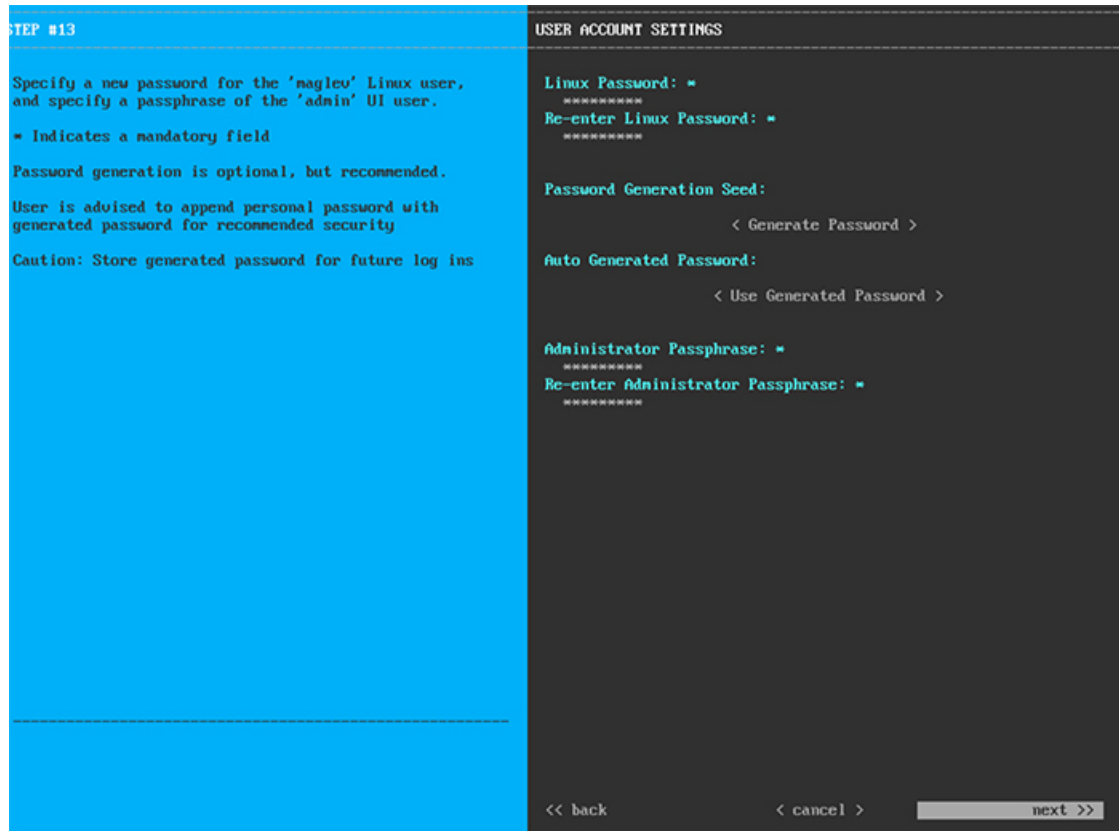 STEP #13
Specify a new password for the 'maglev' Linux user,
and specify a passphrase of the 'admin' UI user.
* Indicates a mandatory field
Password generation is optional, but recommended.
User is advised to append personal password with
generated password for recommended security
Caution: Store generated password for future log ins
USER ACCOUNT SETTINGS
Linux Password: *
*********
Re-enter Linux Password: *
*********
Password Generation Seed:
< Generate Password >
Auto Generated Password:
< Use Generated Password >
Administrator Passphrase: *
*********
Re-enter Administrator Passphrase: *
*********
<< back < cancel > next >>